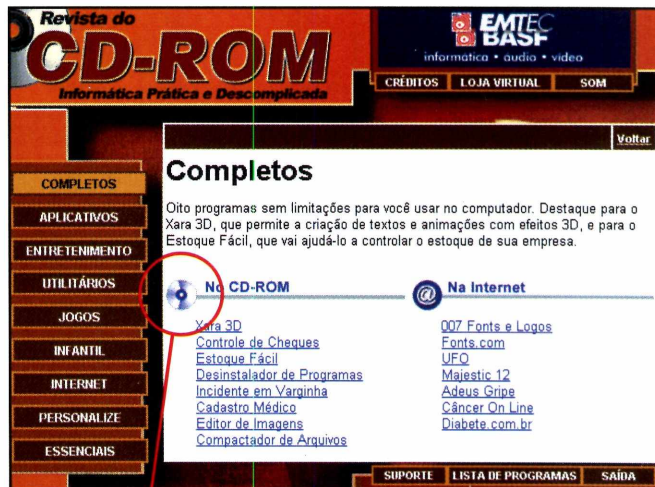 Revista do
CD-ROM
Informática Prática e Descomplicada
EMTEC
BASF
informática • áudio • vídeo
CRÉDITOS LOJA VIRTUAL SOM
Voltar
COMPLETOS
APLICATIVOS
ENTRETENIMENTO
UTILITÁRIOS
JOGOS
INFANTIL
INTERNET
PERSONALIZE
ESSENCIAIS
Completos
Oito programas sem limitações para você usar no computador. Destaque para o
Xara 3D, que permite a criação de textos e animações com efeitos 3D, e para o
Estoque Fácil, que vai ajudá-lo a controlar o estoque de sua empresa.
No CD-ROM
Xara 3D
Controle de Cheques
Estoque Fácil
Desinstalador de Programas
Incidente em Varginha
Cadastro Médico
Editor de Imagens
Compactador de Arquivos
@ Na Internet
007 Fonts e Logos
Fonts.com
UFO
Majestic 12
Adeus Gripe
Câncer On Line
Diabete.com.br
SUPORTE LISTA DE PROGRAMAS SAÍDA